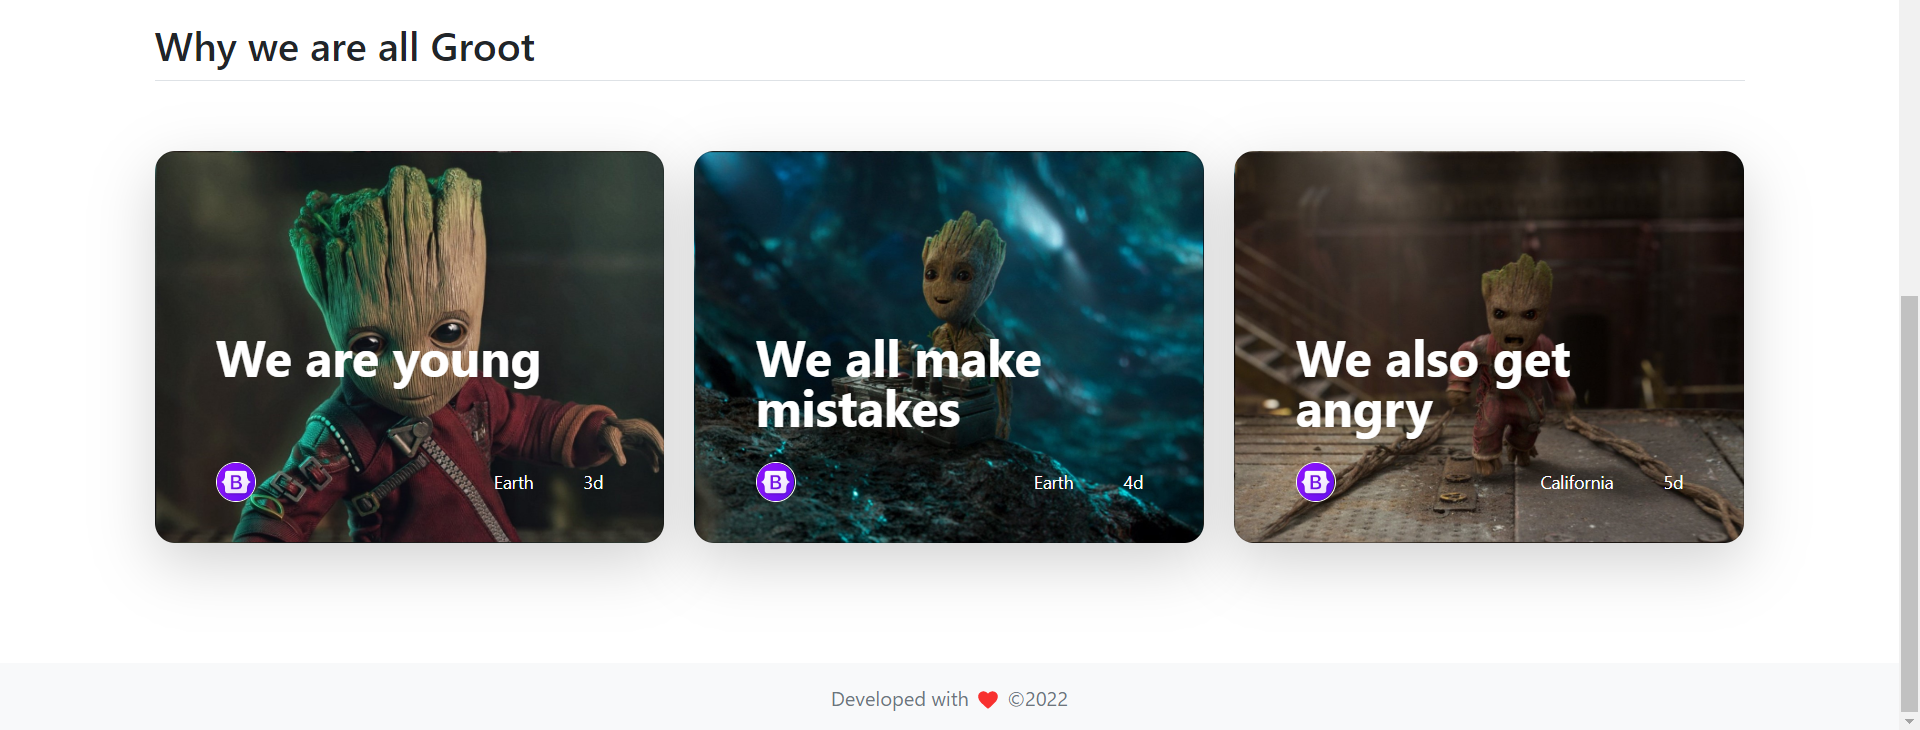 Why we are all Groot
We are young
B
Earth
3d
We all make
mistakes
B
Earth
4d
We also get
angry
B
California
5d
Developed with ❤️ ©2022